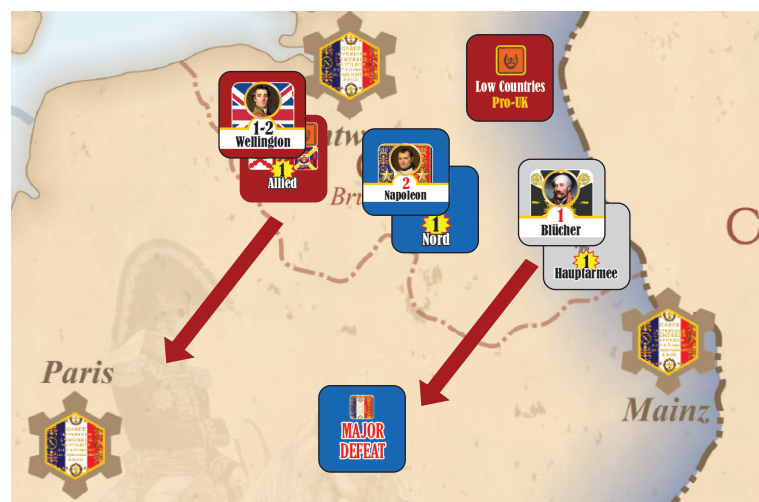 Low Countries
Pro-UK
1-2
Wellington
1
Allied
2
Napoleon
1
Nord
1
Blücher
1
Hauptarmee
Paris
MAJOR
DEFEAT
Mainz